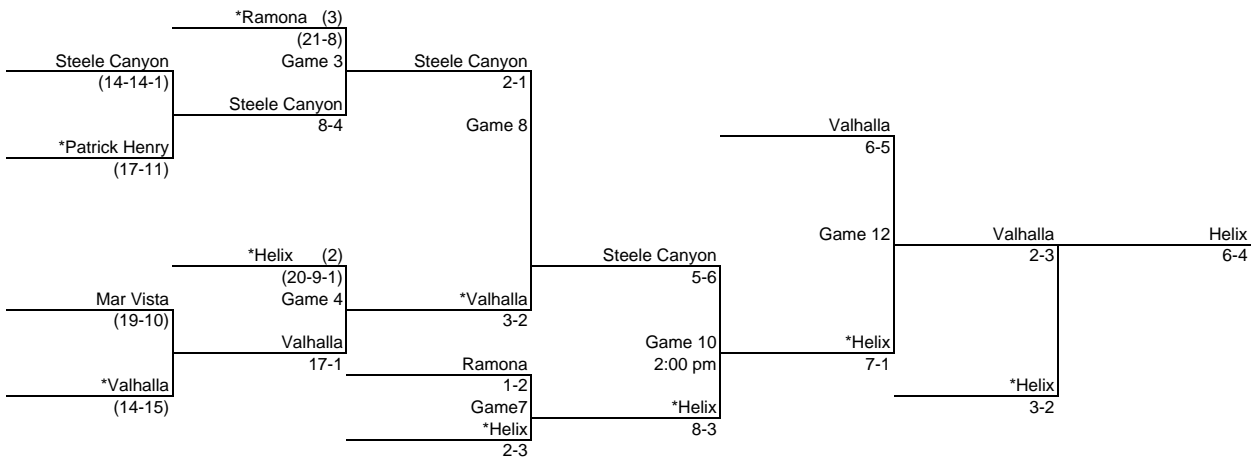 *Ramona (3)
(21-8)
Steele Canyon Game 3 Steele Canyon
(14-14-1) 2-1
Steele Canyon
8-4 Game 8 Valhalla
*Patrick Henry 6-5
(17-11)
*Helix (2) Game 12 Valhalla Helix
(20-9-1) Steele Canyon 2-3 6-4
5-6
Mar Vista Game 4 *Valhalla
(19-10) 3-2
Valhalla Game 10 *Helix
17-1 Ramona 2:00 pm 7-1
*Valhalla 1-2 *Helix
(14-15) Game7 *Helix 3-2
*Helix 8-3
2-3